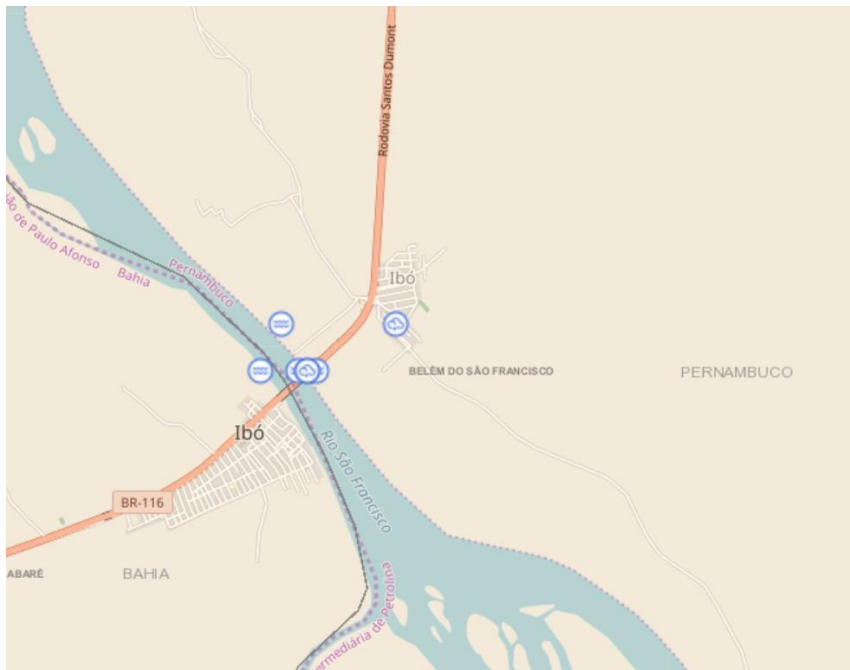 Rodovia Santos Dumont
ião de Paulo Afonso
Bahia
Pernambuco
Ibó
BELÉM DO SÃO FRANCISCO
PERNAMBUCO
Ibó
Rio São Francisco
BR-116
ABARÉ
BAHIA
ermediária de Petrolina